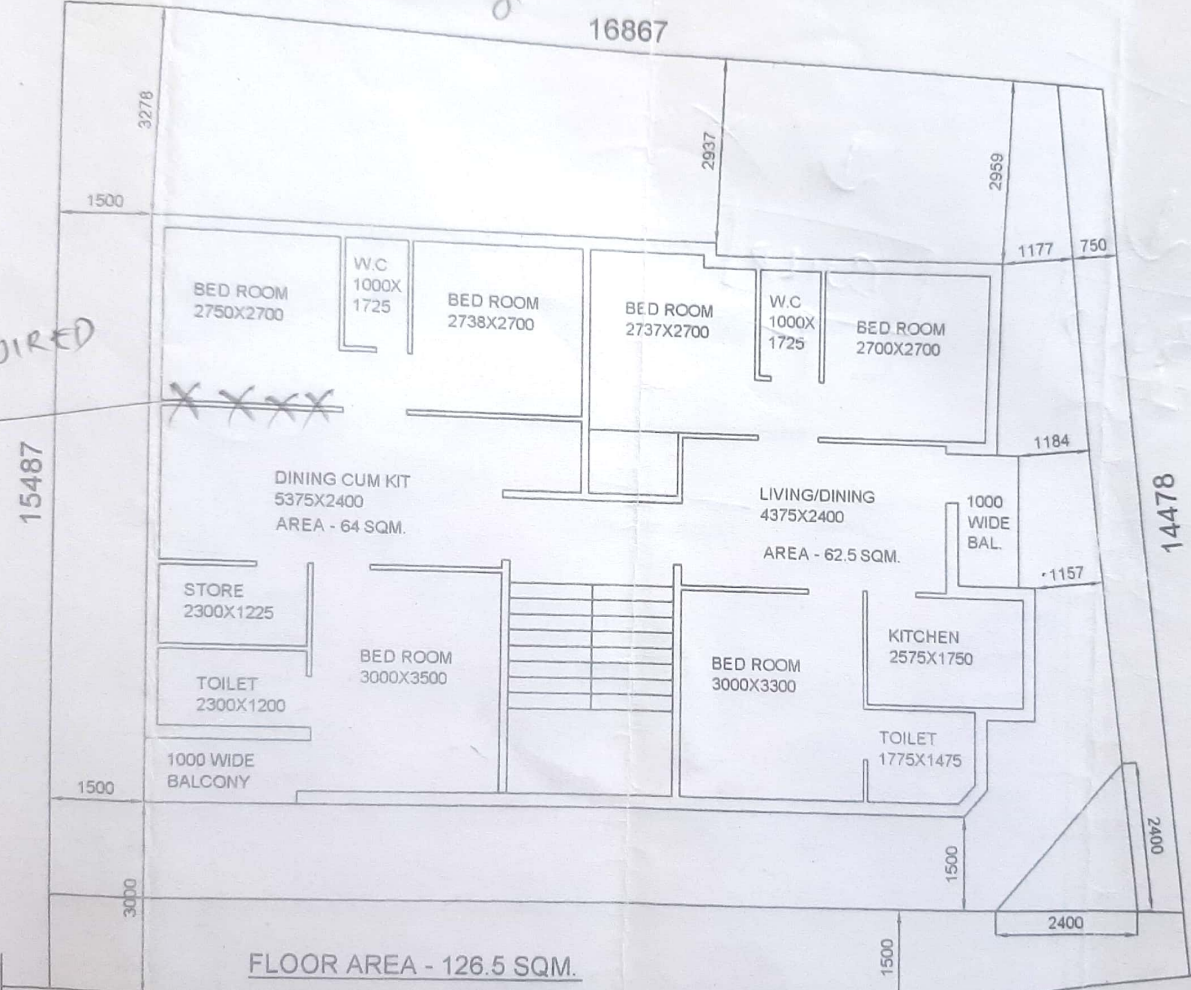 16867
3278
2937
2959
1500
1177
750
BED ROOM
2750X2700
W.C
1000X
1725
BED ROOM
2738X2700
BED ROOM
2737X2700
W.C
1000X
1725
BED ROOM
2700X2700
X X X X
15487
1184
14478
DINING CUM KIT
5375X2400
AREA - 64 SQM.
LIVING/DINING
4375X2400
AREA - 62.5 SQM.
1000
WIDE
BAL.
1157
STORE
2300X1225
BED ROOM
3000X3500
BED ROOM
3000X3300
KITCHEN
2575X1750
TOILET
2300X1200
TOILET
1775X1475
1000 WIDE
BALCONY
1500
2400
1500
3000
2400
1500
FLOOR AREA - 126.5 SQM.